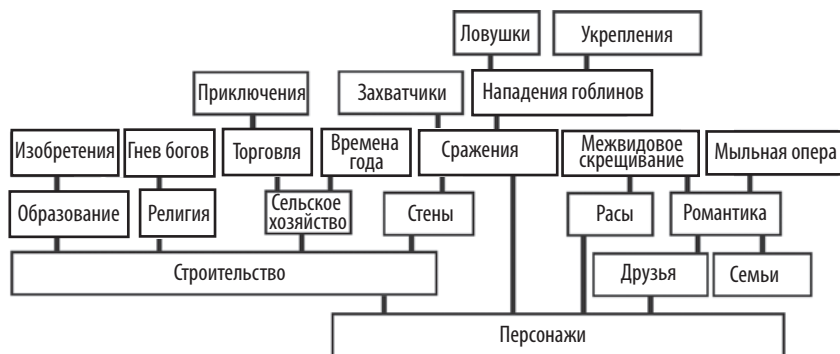 Ловушки
Укрепления
Приключения
Захватчики
Нападения гоблинов
Изобретения
Гнев богов
Торговля
Времена
года
Сражения
Межвидовое
скрещивание
Мыльная опера
Образование
Религия
Сельское
хозяйство
Стены
Расы
Романтика
Строительство
Друзья
Семьи
Персонажи